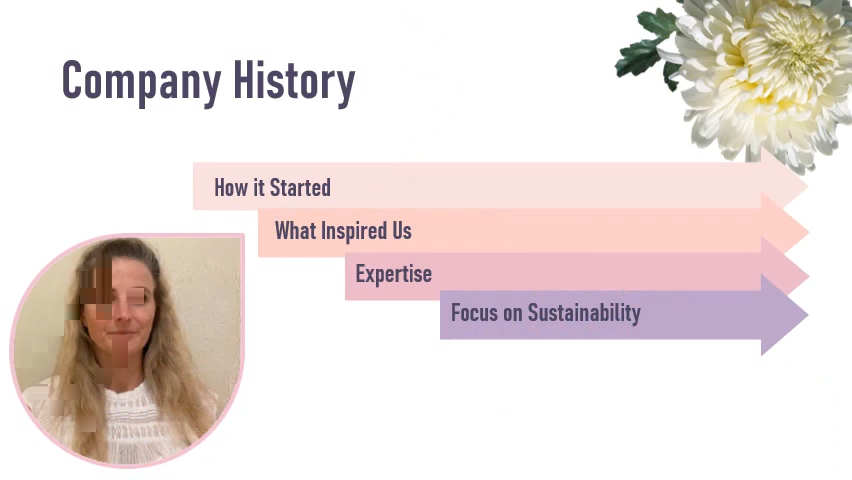 Company History
How it Started
What Inspired Us
Expertise
Focus on Sustainability